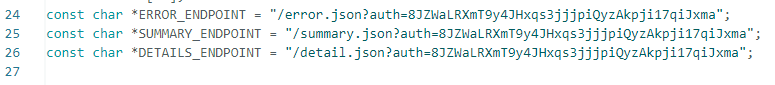 24 const char *ERROR_ENDPOINT = "/error.json?auth=8JZWaLRXmT9y4JHxqs3jjjpiQyzAkpji17qiJxma";
25 const char *SUMMARY_ENDPOINT = "/summary.json?auth=8JZWaLRXmT9y4JHxqs3jjjpiQyzAkpji17qiJxma";
26 const char *DETAILS_ENDPOINT = "/detail.json?auth=8JZWaLRXmT9y4JHxqs3jjjpiQyzAkpji17qiJxma";
27